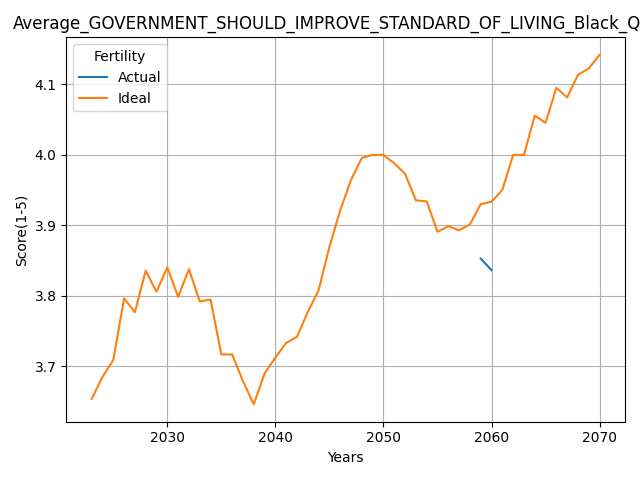 Average_GOVERNMENT_SHOULD_IMPROVE_STANDARD_OF_LIVING_Black_Q
Fertility
Actual
Ideal
4.1
4.0
3.9
3.8
3.7
Score(1-5)
2030 2040 2050 2060 2070
Years